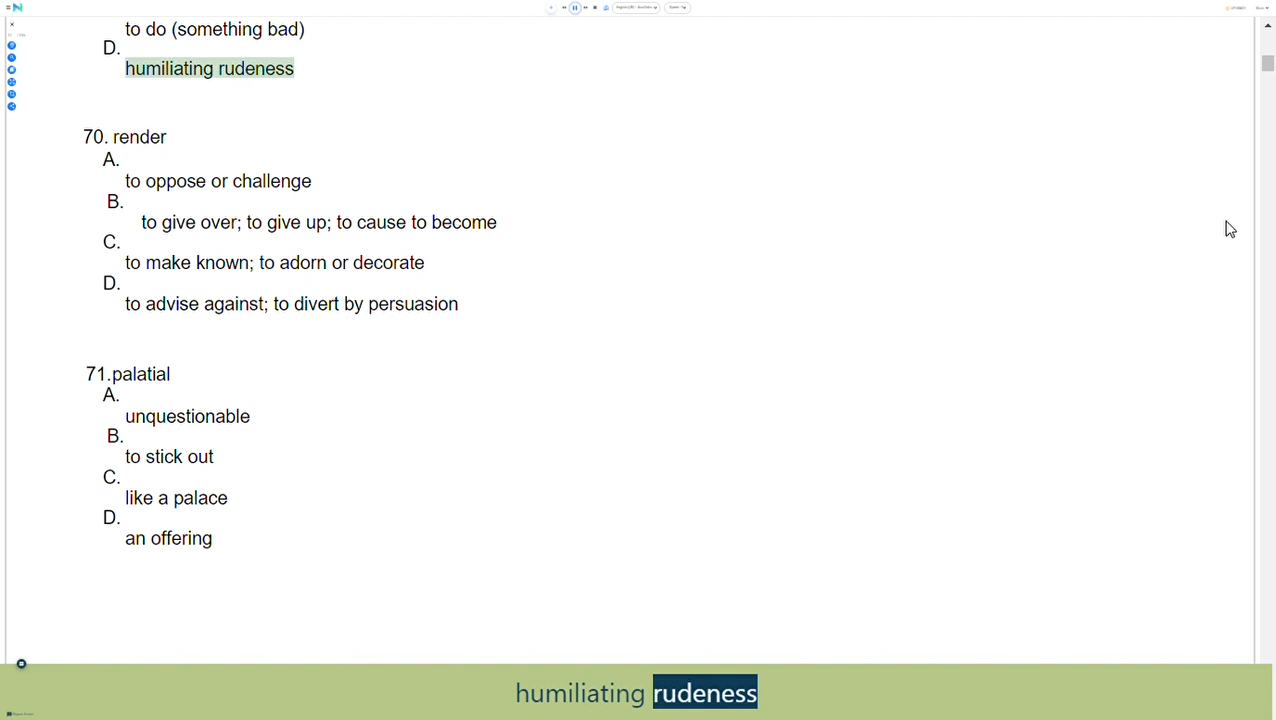 to do (something bad)
D.
humiliating rudeness
70. render
A.
to oppose or challenge
B.
to give over; to give up; to cause to become
C.
to make known; to adorn or decorate
D.
to advise against; to divert by persuasion
71.palatial
A.
unquestionable
B.
to stick out
C.
like a palace
D.
an offering
humiliating rudeness